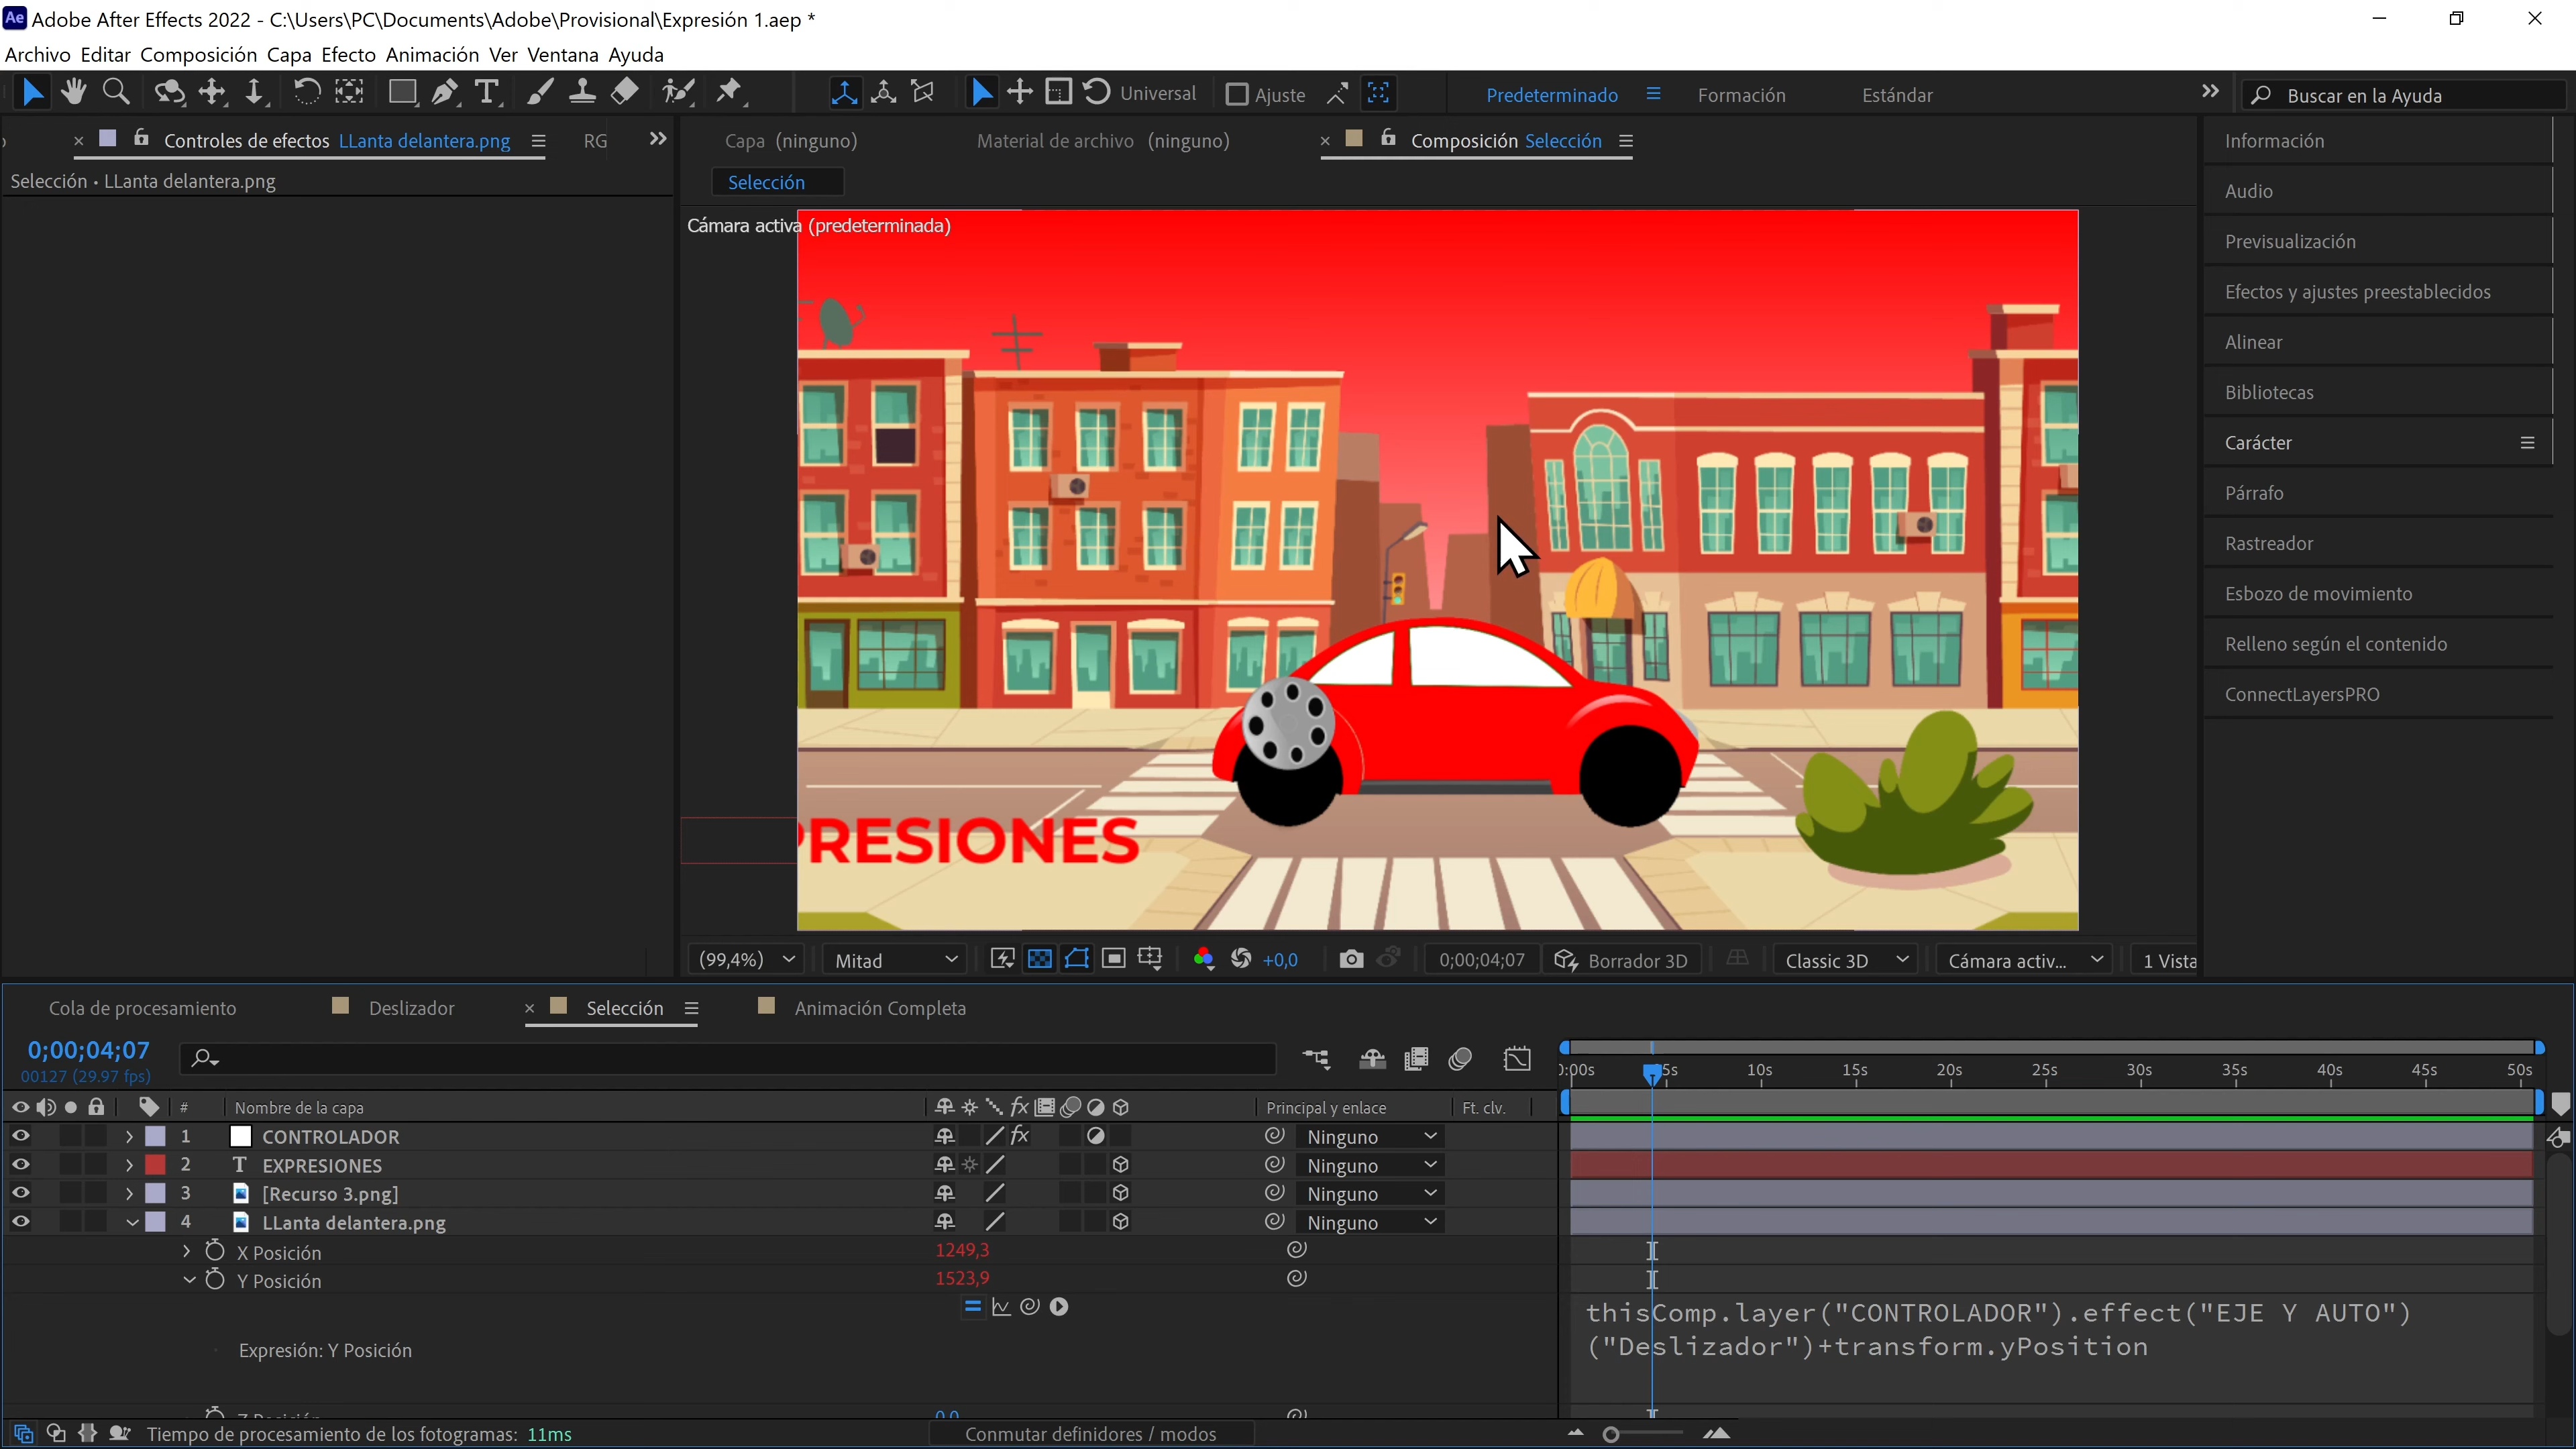 Adobe After Effects 2022 - C:\Users\PC\Documents\Adobe\Provisional\Expresión 1.aep *
Archivo Editar Composición Capa Efecto Animación Ver Ventana Ayuda
Universal Ajuste Predeterminado Formación Estándar Buscar en la Ayuda
Controles de efectos LLanta delantera.png RG Capa (ninguno) Material de archivo (ninguno) Composición Selección Información
Selección • LLanta delantera.png Selección Audio
Cámara activa (predeterminada)
Previsualización
Efectos y ajustes preestablecidos
Alinear
Bibliotecas
Carácter
Párrafo
Rastreador
Esbozo de movimiento
Relleno según el contenido
ConnectLayersPRO
PRESIONES
(99,4%) Mitad +0,0 0;00;04;07 Borrador 3D Classic 3D Cámara activ... 1 Vista
Cola de procesamiento Deslizador Selección Animación Completa
0;00;04;07
00127 (29.97 fps)
0:00s 5s 10s 15s 20s 25s 30s 35s 40s 45s 50s
# Nombre de la capa fx Principal y enlace Ft. clv.
1 CONTROLADOR fx Ninguno
2 T EXPRESIONES Ninguno
3 [Recurso 3.png] Ninguno
4 LLanta delantera.png Ninguno
X Posición 1249,3
Y Posición 1523,9
thisComp.layer("CONTROLADOR").effect("EJE Y AUTO")
("Deslizador")+transform.yPosition
Expresión: Y Posición
Z Posición 0,0
Tiempo de procesamiento de los fotogramas: 11ms Conmutar definidores / modos